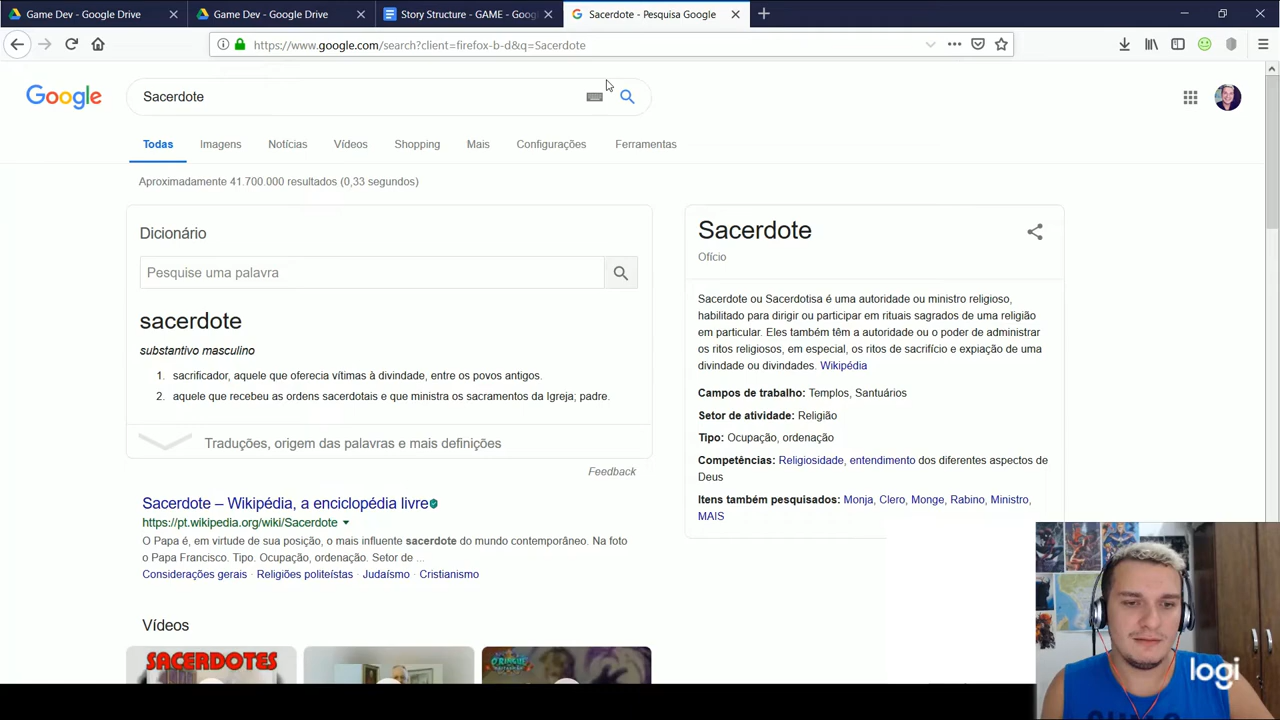 Game Dev - Google Drive
Game Dev - Google Drive
Story Structure - GAME - Goog
Sacerdote - Pesquisa Google
https://www.google.com/search?client=firefox-b-d&q=Sacerdote
Google
Sacerdote
Todas
Imagens
Notícias
Vídeos
Shopping
Mais
Configurações
Ferramentas
Aproximadamente 41.700.000 resultados (0,33 segundos)
Dicionário
Pesquise uma palavra
sacerdote
substantivo masculino
1. sacrificador, aquele que oferecia vítimas à divindade, entre os povos antigos.
2. aquele que recebeu as ordens sacerdotais e que ministra os sacramentos da Igreja; padre.
Traduções, origem das palavras e mais definições
Feedback
Sacerdote – Wikipédia, a enciclopédia livre
https://pt.wikipedia.org/wiki/Sacerdote
O Papa é, em virtude de sua posição, o mais influente sacerdote do mundo contemporâneo. Na foto
o Papa Francisco. Tipo. Ocupação, ordenação. Setor de ...
Considerações gerais · Religiões politeístas · Judaísmo · Cristianismo
Vídeos
SACERDOTES
Sacerdote
Ofício
Sacerdote ou Sacerdotisa é uma autoridade ou ministro religioso,
habilitado para dirigir ou participar em rituais sagrados de uma religião
em particular. Eles também têm a autoridade ou o poder de administrar
os ritos religiosos, em especial, os ritos de sacrifício e expiação de uma
divindade ou divindades. Wikipédia
Campos de trabalho: Templos, Santuários
Setor de atividade: Religião
Tipo: Ocupação, ordenação
Competências: Religiosidade, entendimento dos diferentes aspectos de
Deus
Itens também pesquisados: Monja, Clero, Monge, Rabino, Ministro,
MAIS
logi